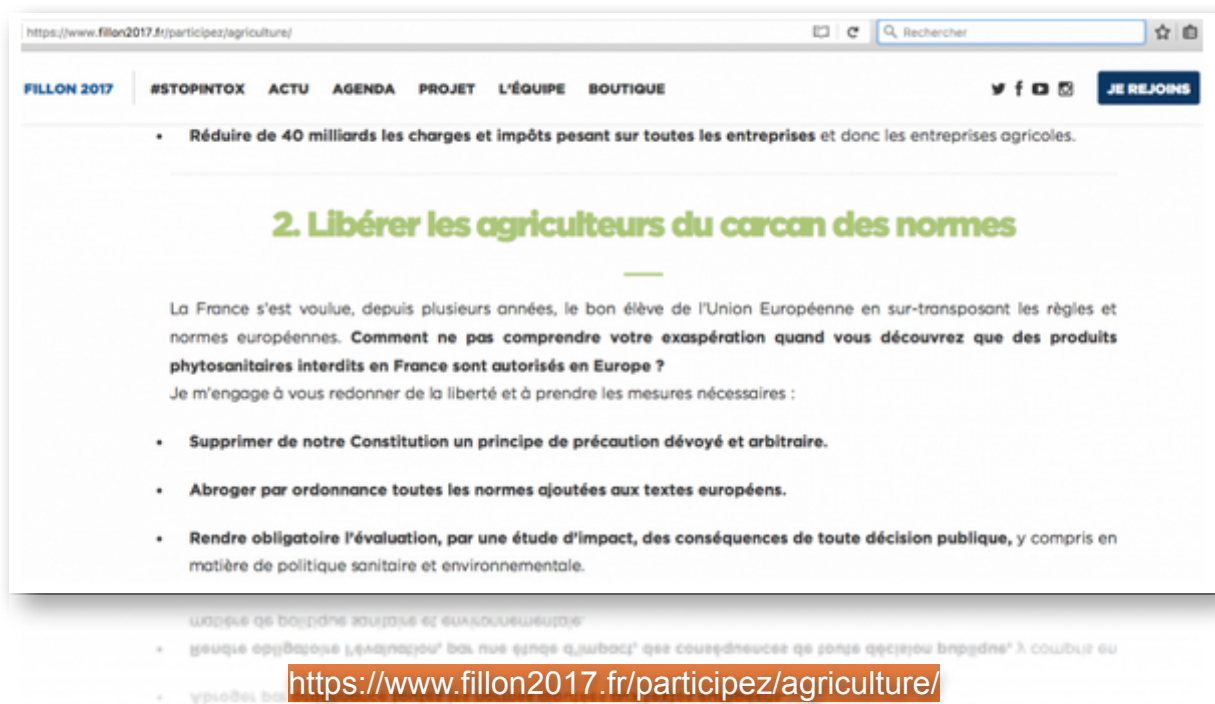 https://www.fillon2017.fr/participez/agriculture/
Rechercher
FILLON 2017 #STOPINTOX ACTU AGENDA PROJET L'ÉQUIPE BOUTIQUE JE REJOINS
• Réduire de 40 milliards les charges et impôts pesant sur toutes les entreprises et donc les entreprises agricoles.
2. Libérer les agriculteurs du carcan des normes
La France s'est voulue, depuis plusieurs années, le bon élève de l'Union Européenne en sur-transposant les règles et
normes européennes. Comment ne pas comprendre votre exaspération quand vous découvrez que des produits
phytosanitaires interdits en France sont autorisés en Europe ?
Je m'engage à vous redonner de la liberté et à prendre les mesures nécessaires :
• Supprimer de notre Constitution un principe de précaution dévoyé et arbitraire.
• Abroger par ordonnance toutes les normes ajoutées aux textes européens.
• Rendre obligatoire l'évaluation, par une étude d'impact, des conséquences de toute décision publique, y compris en
matière de politique sanitaire et environnementale.
https://www.fillon2017.fr/participez/agriculture/